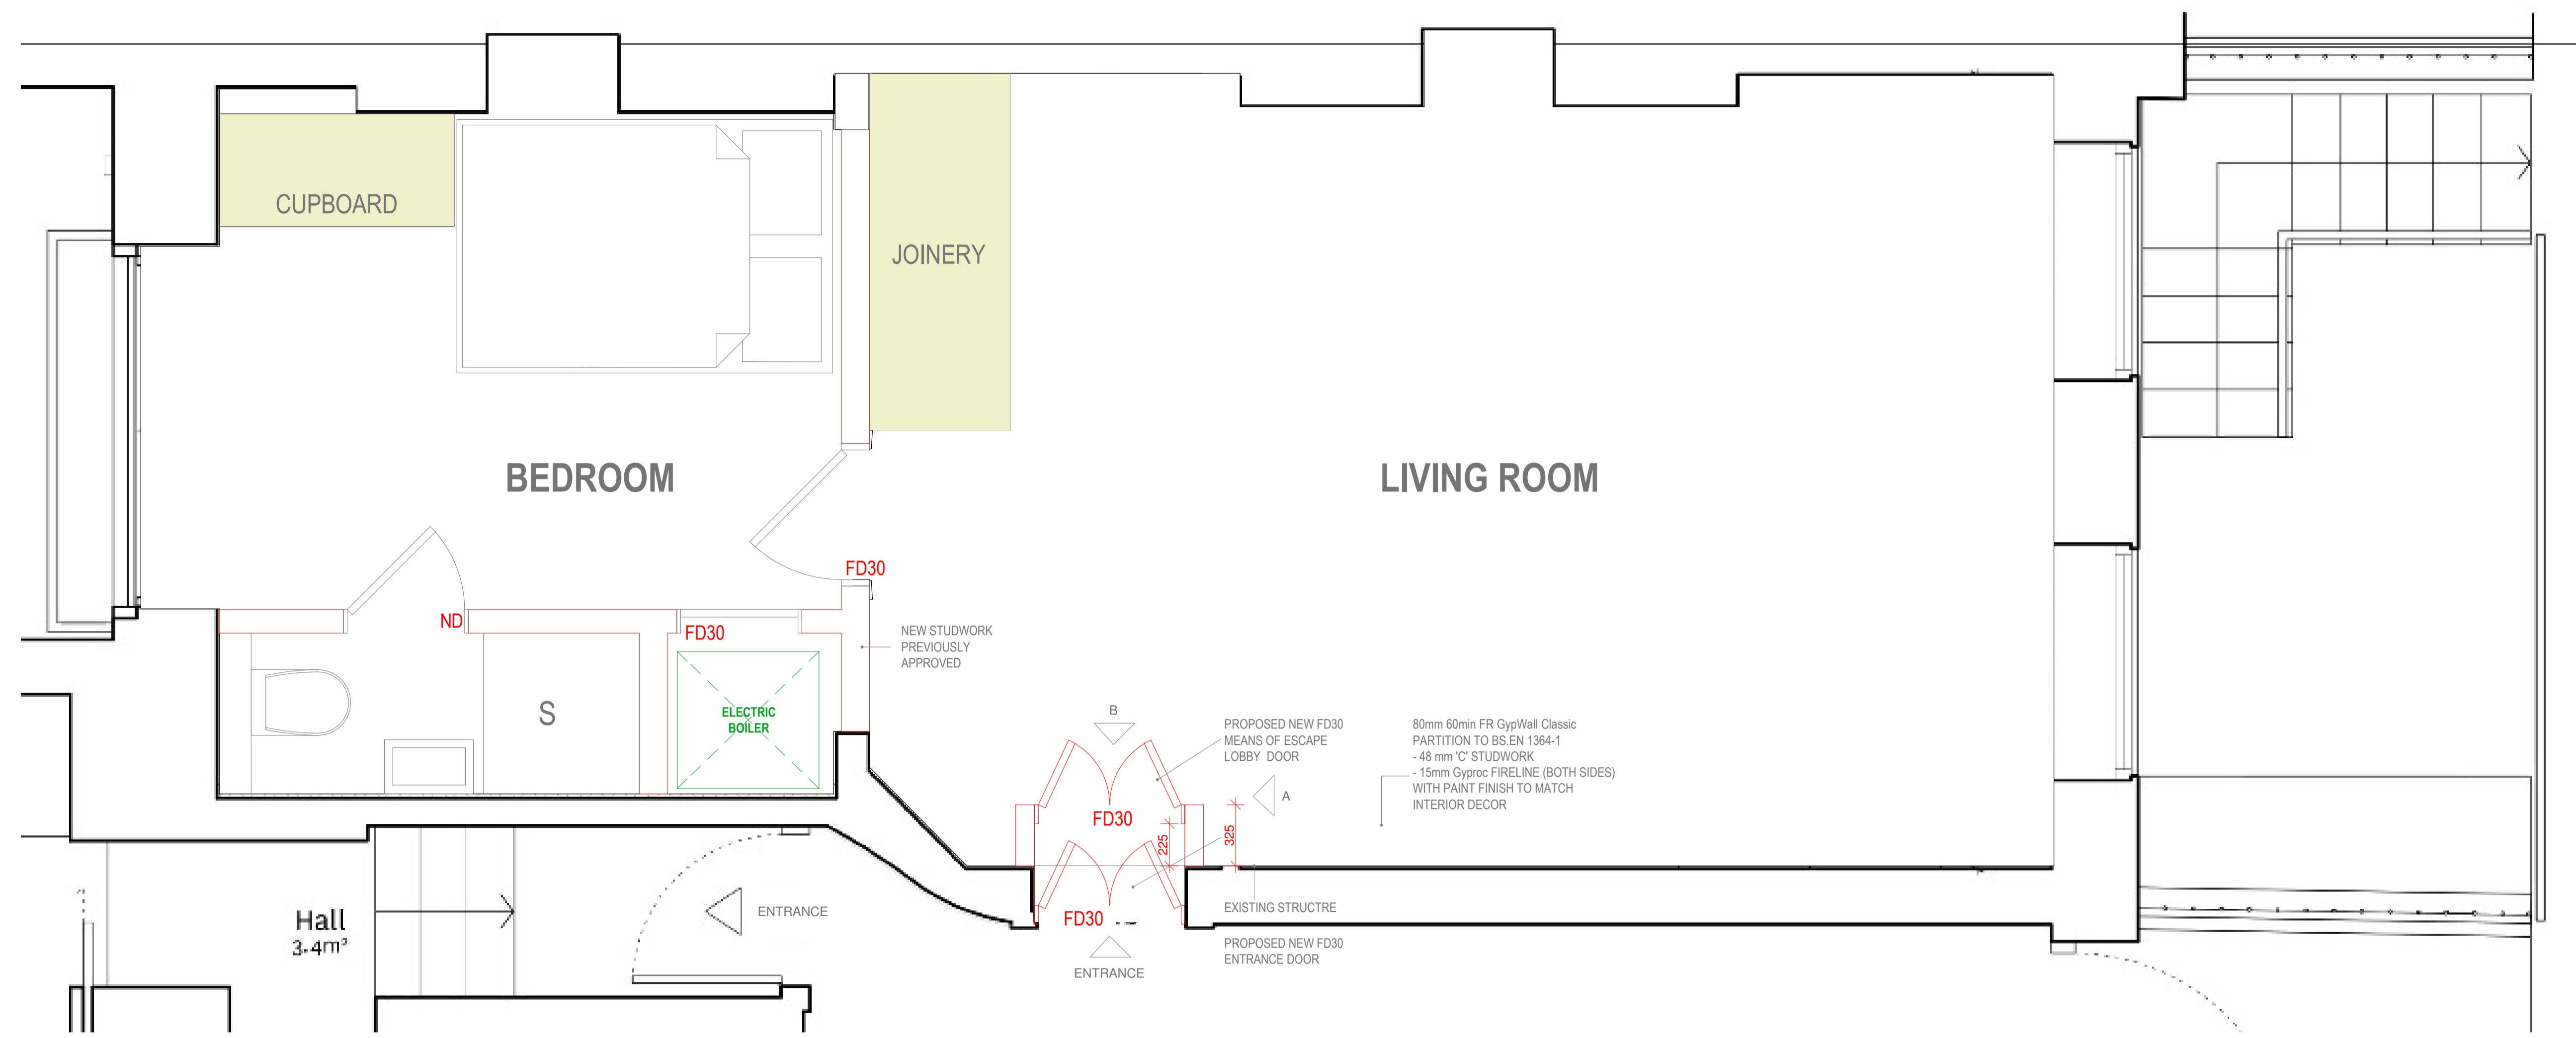 CUPBOARD
JOINERY
BEDROOM
LIVING ROOM
FD30
ND
FD30
NEW STUDWORK
PREVIOUSLY
APPROVED
S
ELECTRIC
BOILER
B
PROPOSED NEW FD30
MEANS OF ESCAPE
LOBBY DOOR
80mm 60min FR GypWall Classic
PARTITION TO BS.EN 1364-1
- 48 mm 'C' STUDWORK
- 15mm Gyproc FIRELINE (BOTH SIDES)
WITH PAINT FINISH TO MATCH
INTERIOR DECOR
A
FD30
225
325
Hall
3.4m²
ENTRANCE
FD30
EXISTING STRUCTRE
PROPOSED NEW FD30
ENTRANCE DOOR
ENTRANCE